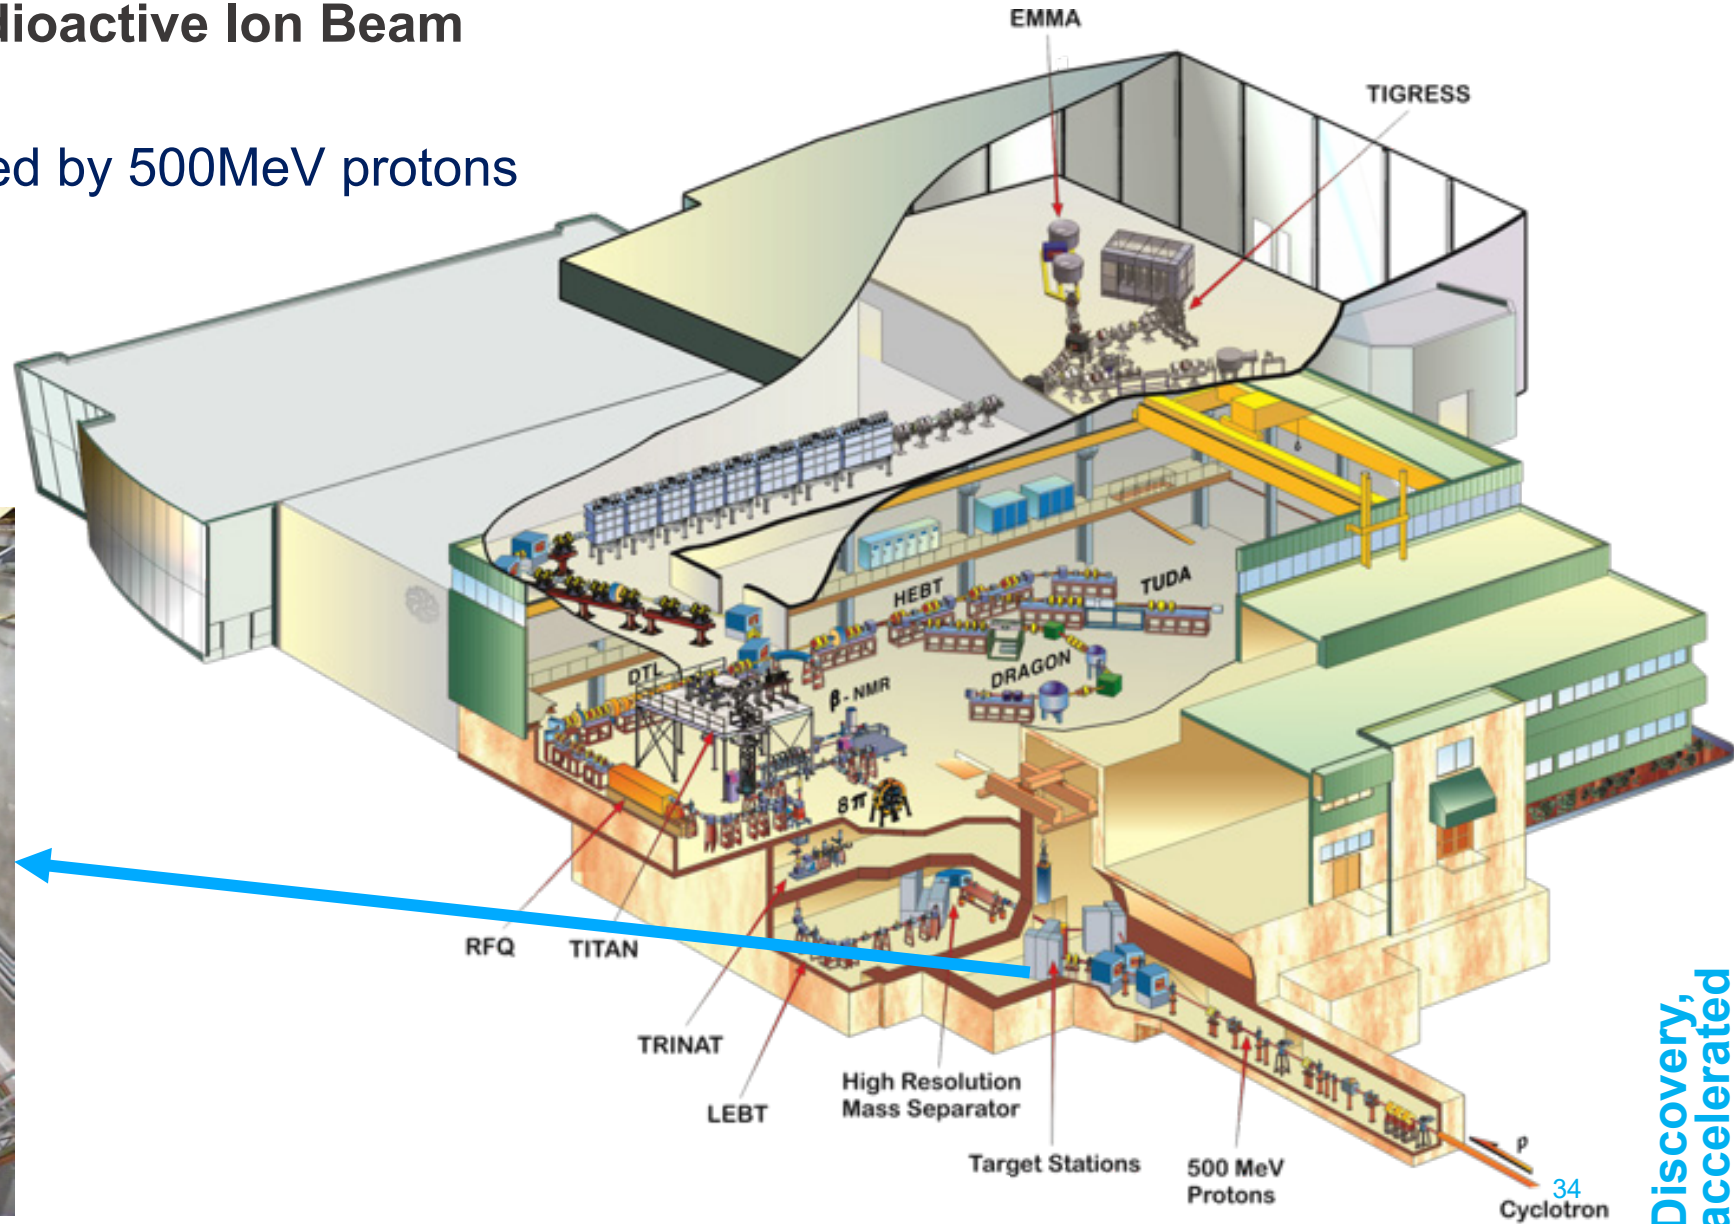 dioactive Ion Beam
ed by 500MeV protons
EMMA
TIGRESS
HEBT
TUDA
DTL
β-NMR
DRAGON
8π
RFQ
TITAN
TRINAT
LEBT
High Resolution
Mass Separator
Target Stations
500 MeV
Protons
p
Cyclotron
34
Discovery,
accelerated